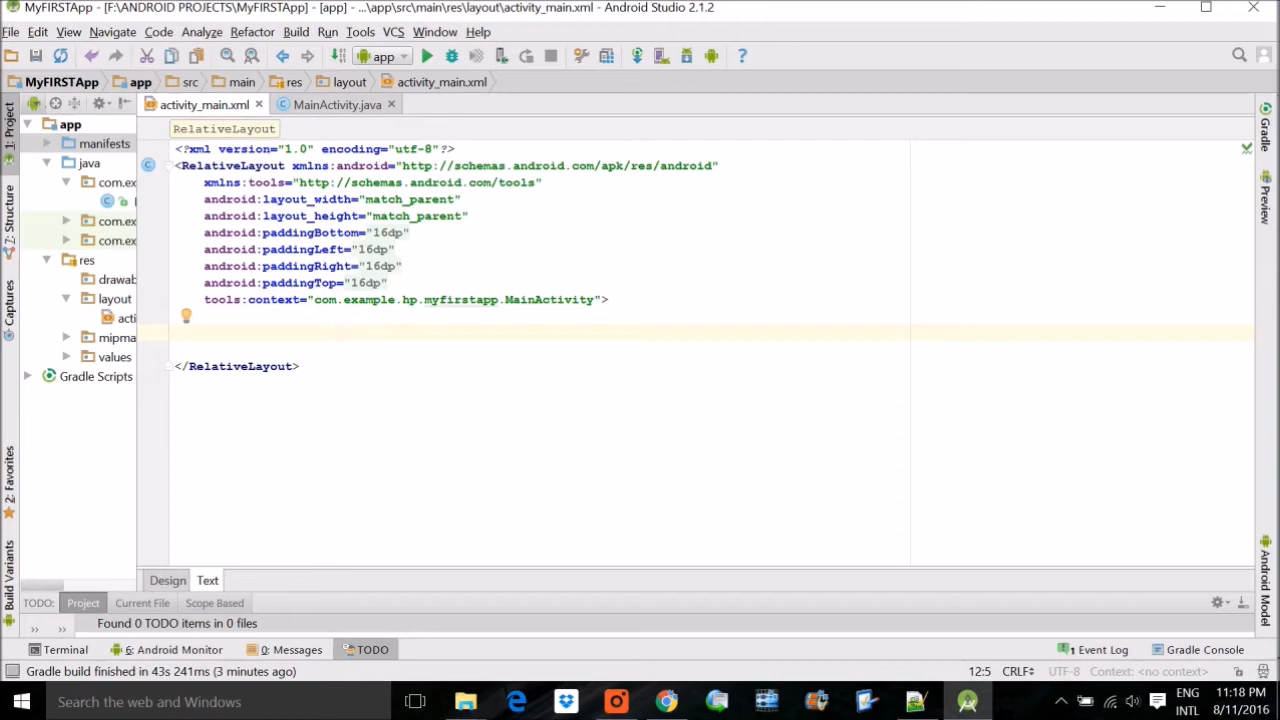 MyFIRSTApp - [F:\ANDROID PROJECTS\MyFIRSTApp] - [app] - ...\app\src\main\res\layout\activity_main.xml - Android Studio 2.1.2
File Edit View Navigate Code Analyze Refactor Build Run Tools VCS Window Help
app
MyFIRSTApp app src main res layout activity_main.xml
1: Project
7: Structure
Captures
2: Favorites
Build Variants
app
manifests
java
com.ex
com.ex
com.ex
res
drawab
layout
acti
mipma
values
Gradle Scripts
activity_main.xml MainActivity.java
RelativeLayout
<?xml version="1.0" encoding="utf-8"?>
<RelativeLayout xmlns:android="http://schemas.android.com/apk/res/android"
xmlns:tools="http://schemas.android.com/tools"
android:layout_width="match_parent"
android:layout_height="match_parent"
android:paddingBottom="16dp"
android:paddingLeft="16dp"
android:paddingRight="16dp"
android:paddingTop="16dp"
tools:context="com.example.hp.myfirstapp.MainActivity">
</RelativeLayout>
Gradle
Preview
Android Model
Design Text
TODO: Project Current File Scope Based
Found 0 TODO items in 0 files
Terminal 6: Android Monitor 0: Messages TODO 1 Event Log Gradle Console
Gradle build finished in 43s 241ms (3 minutes ago) 12:5 CRLF UTF-8 Context: <no context>
Search the web and Windows
ENG 11:18 PM
INTL 8/11/2016